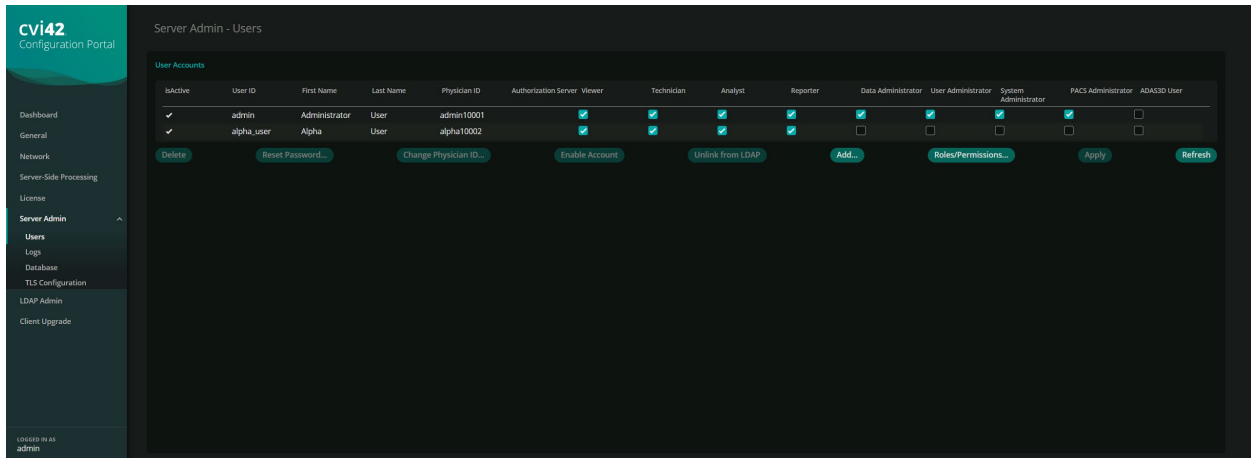 cvi42
Configuration Portal
Dashboard
General
Network
Server-Side Processing
License
Server Admin
Users
Logs
Database
TLS Configuration
LDAP Admin
Client Upgrade
LOGGED IN AS
admin
Server Admin - Users
User Accounts
isActive User ID First Name Last Name Physician ID Authorization Server Viewer Technician Analyst Reporter Data Administrator User Administrator System Administrator PACS Administrator ADAS3D User
admin Administrator User admin10001
alpha_user Alpha User alpha10002
Delete Reset Password... Change Physician ID... Enable Account Unlink from LDAP Add... Roles/Permissions... Apply Refresh